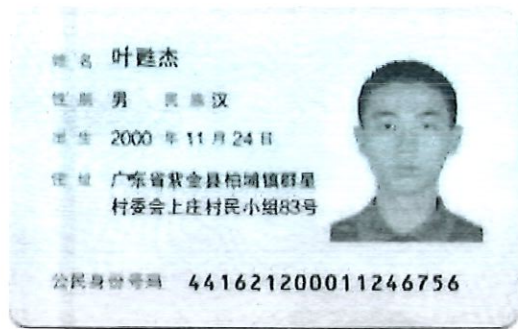 姓名 叶甦杰
性别 男 民族 汉
出生 2000 年 11 月 24 日
住址 广东省紫金县柏埔镇群星
村委会上庄村民小组83号
公民身份号码 441621200011246756